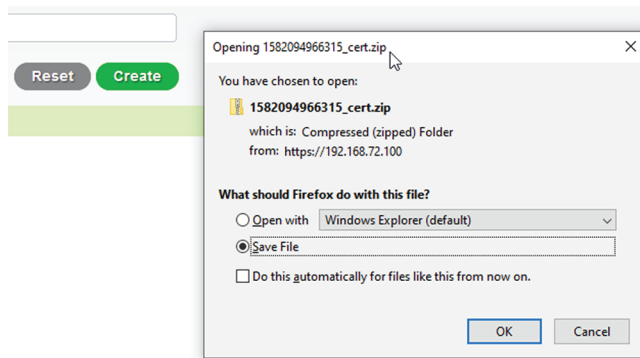 Reset Create
Opening 1582094966315_cert.zip
You have chosen to open:
1582094966315_cert.zip
which is: Compressed (zipped) Folder
from: https://192.168.72.100
What should Firefox do with this file?
Open with Windows Explorer (default)
Save File
Do this automatically for files like this from now on.
OK Cancel